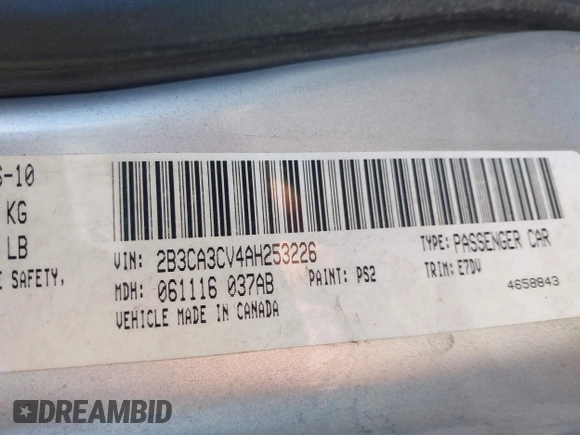 6-10
KG
LB
E SAFETY,
VIN: 2B3CA3CV4AH253226
TYPE: PASSENGER CAR
MDH: 061116 037AB
PAINT: PS2
TRIM: E7DV
VEHICLE MADE IN CANADA
4658843
DREAMBID